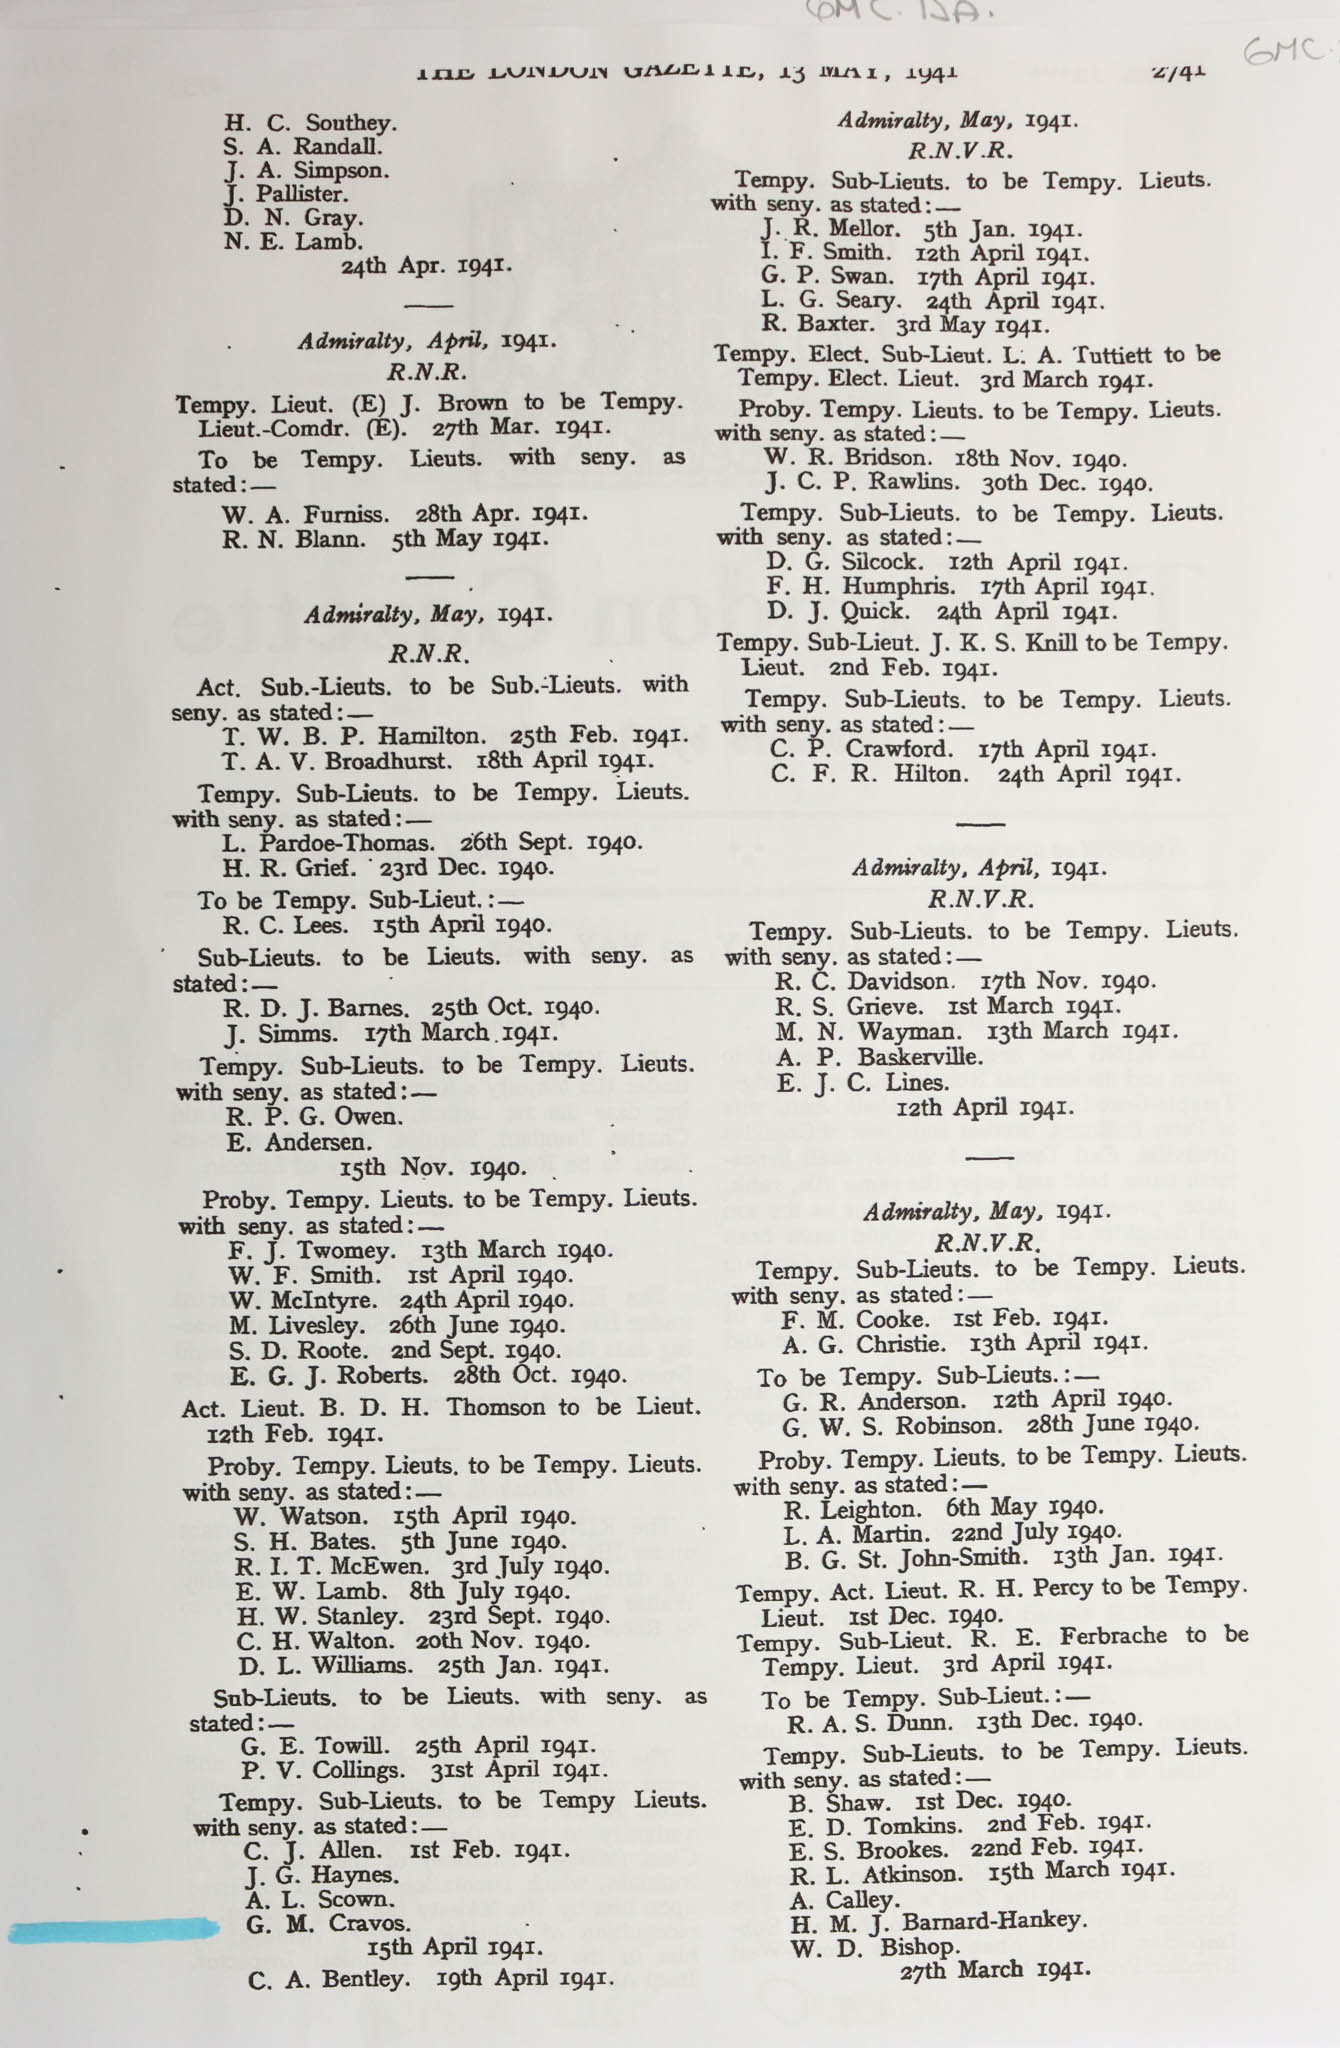 GMC. DA.
GMC.
THE LONDON GAZETTE, 13 MAY, 1941 2741
H. C. Southey.
S. A. Randall.
J. A. Simpson.
J. Pallister.
D. N. Gray.
N. E. Lamb.
24th Apr. 1941.
Admiralty, April, 1941.
R.N.R.
Tempy. Lieut. (E) J. Brown to be Tempy.
Lieut.-Comdr. (E). 27th Mar. 1941.
To be Tempy. Lieuts. with seny. as
stated:—
W. A. Furniss. 28th Apr. 1941.
R. N. Blann. 5th May 1941.
Admiralty, May, 1941.
R.N.R.
Act. Sub.-Lieuts. to be Sub.-Lieuts. with
seny. as stated:—
T. W. B. P. Hamilton. 25th Feb. 1941.
T. A. V. Broadhurst. 18th April 1941.
Tempy. Sub-Lieuts. to be Tempy. Lieuts.
with seny. as stated:—
L. Pardoe-Thomas. 26th Sept. 1940.
H. R. Grief. 23rd Dec. 1940.
To be Tempy. Sub-Lieut.:—
R. C. Lees. 15th April 1940.
Sub-Lieuts. to be Lieuts. with seny. as
stated:—
R. D. J. Barnes. 25th Oct. 1940.
J. Simms. 17th March 1941.
Tempy. Sub-Lieuts. to be Tempy. Lieuts.
with seny. as stated:—
R. P. G. Owen.
E. Andersen.
15th Nov. 1940.
Proby. Tempy. Lieuts. to be Tempy. Lieuts.
with seny. as stated:—
F. J. Twomey. 13th March 1940.
W. F. Smith. 1st April 1940.
W. McIntyre. 24th April 1940.
M. Livesley. 26th June 1940.
S. D. Roote. 2nd Sept. 1940.
E. G. J. Roberts. 28th Oct. 1940.
Act. Lieut. B. D. H. Thomson to be Lieut.
12th Feb. 1941.
Proby. Tempy. Lieuts. to be Tempy. Lieuts.
with seny. as stated:—
W. Watson. 15th April 1940.
S. H. Bates. 5th June 1940.
R. I. T. McEwen. 3rd July 1940.
E. W. Lamb. 8th July 1940.
H. W. Stanley. 23rd Sept. 1940.
C. H. Walton. 20th Nov. 1940.
D. L. Williams. 25th Jan. 1941.
Sub-Lieuts. to be Lieuts. with seny. as
stated:—
G. E. Towill. 25th April 1941.
P. V. Collings. 31st April 1941.
Tempy. Sub-Lieuts. to be Tempy Lieuts.
with seny. as stated:—
C. J. Allen. 1st Feb. 1941.
J. G. Haynes.
A. L. Scown.
G. M. Cravos.
15th April 1941.
C. A. Bentley. 19th April 1941.
Admiralty, May, 1941.
R.N.V.R.
Tempy. Sub-Lieuts. to be Tempy. Lieuts.
with seny. as stated:—
J. R. Mellor. 5th Jan. 1941.
I. F. Smith. 12th April 1941.
G. P. Swan. 17th April 1941.
L. G. Seary. 24th April 1941.
R. Baxter. 3rd May 1941.
Tempy. Elect. Sub-Lieut. L. A. Tuttiett to be
Tempy. Elect. Lieut. 3rd March 1941.
Proby. Tempy. Lieuts. to be Tempy. Lieuts.
with seny. as stated:—
W. R. Bridson. 18th Nov. 1940.
J. C. P. Rawlins. 30th Dec. 1940.
Tempy. Sub-Lieuts. to be Tempy. Lieuts.
with seny. as stated:—
D. G. Silcock. 12th April 1941.
F. H. Humphris. 17th April 1941.
D. J. Quick. 24th April 1941.
Tempy. Sub-Lieut. J. K. S. Knill to be Tempy.
Lieut. 2nd Feb. 1941.
Tempy. Sub-Lieuts. to be Tempy. Lieuts.
with seny. as stated:—
C. P. Crawford. 17th April 1941.
C. F. R. Hilton. 24th April 1941.
Admiralty, April, 1941.
R.N.V.R.
Tempy. Sub-Lieuts. to be Tempy. Lieuts.
with seny. as stated:—
R. C. Davidson. 17th Nov. 1940.
R. S. Grieve. 1st March 1941.
M. N. Wayman. 13th March 1941.
A. P. Baskerville.
E. J. C. Lines.
12th April 1941.
Admiralty, May, 1941.
R.N.V.R.
Tempy. Sub-Lieuts. to be Tempy. Lieuts.
with seny. as stated:—
F. M. Cooke. 1st Feb. 1941.
A. G. Christie. 13th April 1941.
To be Tempy. Sub-Lieuts.:—
G. R. Anderson. 12th April 1940.
G. W. S. Robinson. 28th June 1940.
Proby. Tempy. Lieuts. to be Tempy. Lieuts.
with seny. as stated:—
R. Leighton. 6th May 1940.
L. A. Martin. 22nd July 1940.
B. G. St. John-Smith. 13th Jan. 1941.
Tempy. Act. Lieut. R. H. Percy to be Tempy.
Lieut. 1st Dec. 1940.
Tempy. Sub-Lieut. R. E. Ferbrache to be
Tempy. Lieut. 3rd April 1941.
To be Tempy. Sub-Lieut.:—
R. A. S. Dunn. 13th Dec. 1940.
Tempy. Sub-Lieuts. to be Tempy. Lieuts.
with seny. as stated:—
B. Shaw. 1st Dec. 1940.
E. D. Tomkins. 2nd Feb. 1941.
E. S. Brookes. 22nd Feb. 1941.
R. L. Atkinson. 15th March 1941.
A. Calley.
H. M. J. Barnard-Hankey.
W. D. Bishop.
27th March 1941.